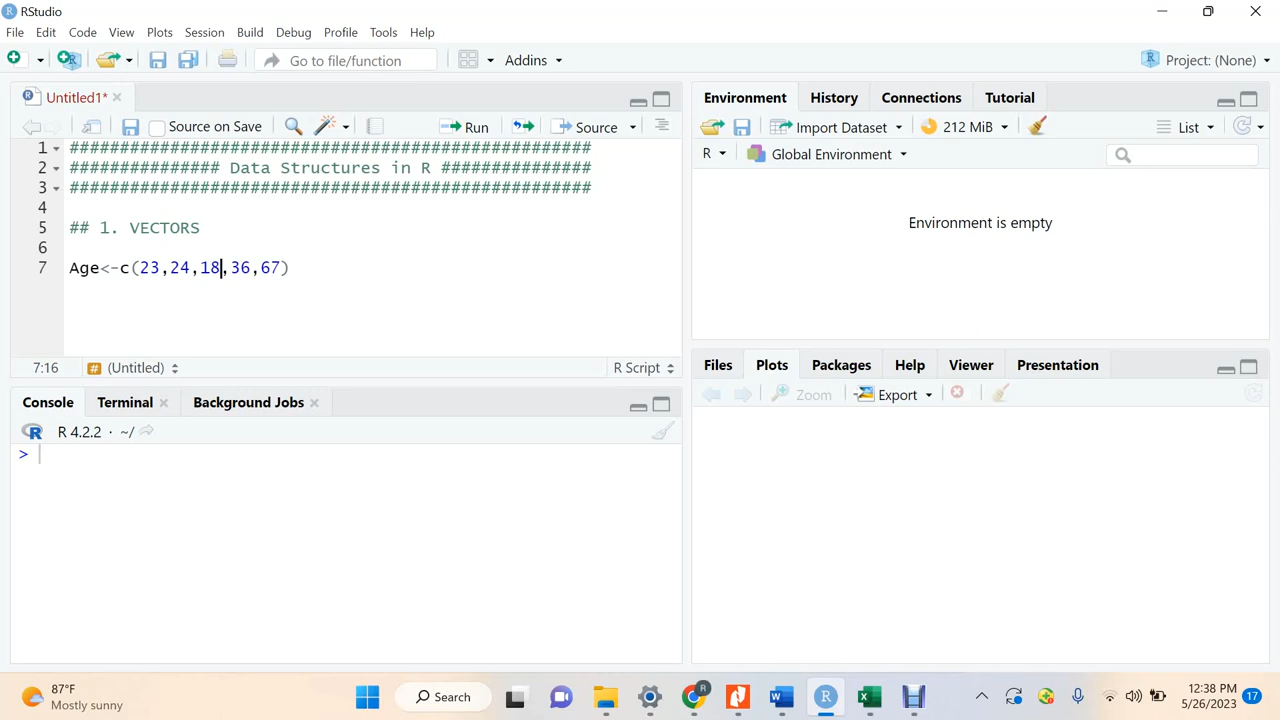 RStudio
File Edit Code View Plots Session Build Debug Profile Tools Help
Go to file/function Addins Project: (None)
Untitled1*
Source on Save Run Source
1 ####################################################
2 ############### Data Structures in R ###############
3 ####################################################
4
5 ## 1. VECTORS
6
7 Age<-c(23,24,18,36,67)
7:16 # (Untitled) R Script
Console Terminal Background Jobs
R 4.2.2 · ~/
>
Environment History Connections Tutorial
Import Dataset 212 MiB List
R Global Environment
Environment is empty
Files Plots Packages Help Viewer Presentation
Zoom Export
87°F
Mostly sunny
Search
12:38 PM
5/26/2023
17